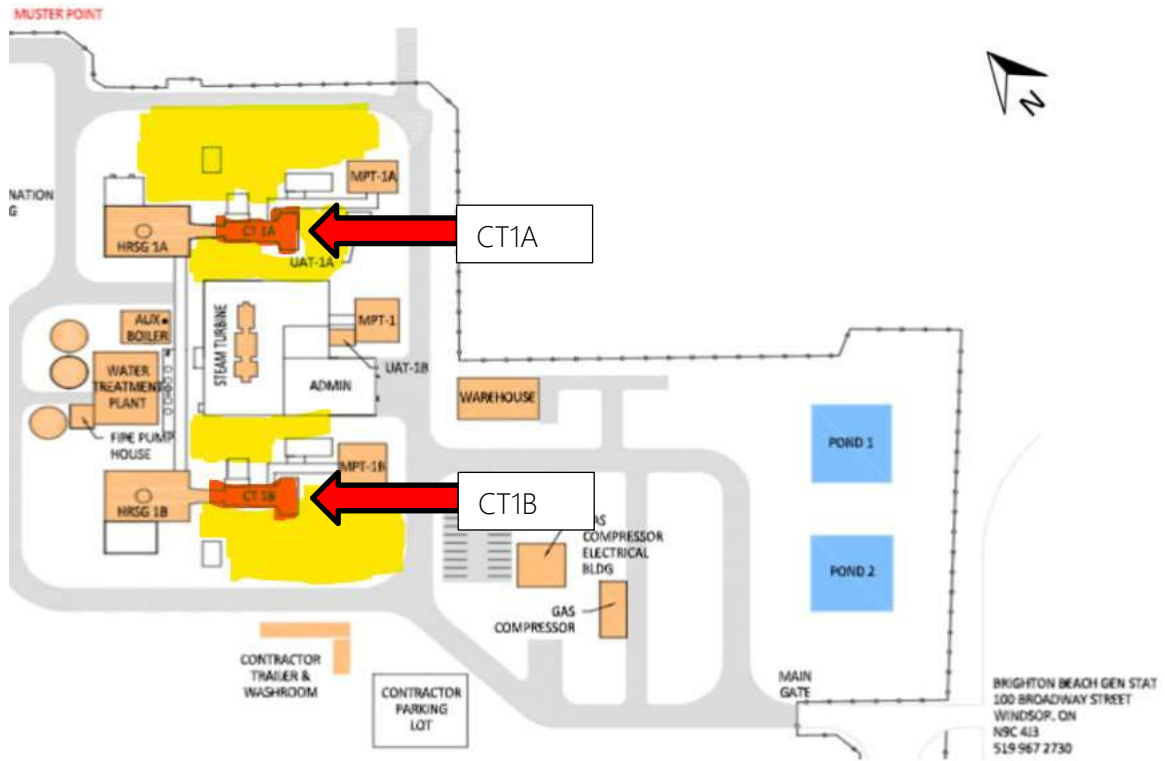 MUSTER POINT
N
NATION
G
MPT-1A
CT 1A
CT1A
HRSG 1A
UAT-1A
AUX
BOILER
STEAM TURBINE
MPT-1
UAT-1B
WATER
TREATMENT
PLANT
ADMIN
WAREHOUSE
FIPE PUMP
HOUSE
POND 1
MPT-1B
CT 1B
CT1B
HRSG 1B
AS
COMPRESSOR
ELECTRICAL
BLDG
POND 2
GAS
COMPRESSOR
CONTRACTOR
TRAILER &
WASHROOM
CONTRACTOR
PARKING
LOT
MAIN
GATE
BRIGHTON BEACH GEN STAT
100 BROADWAY STREET
WINDSOR, ON
N9C 4J3
519 967 2730